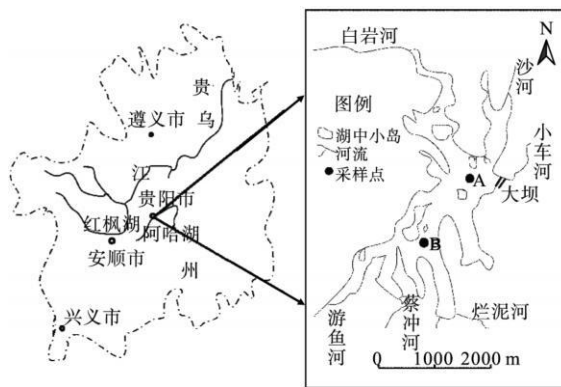 贵
乌
江
遵义市
贵阳市
红枫湖
阿哈湖
安顺市
州
兴义市
N
白岩河
沙河
图例
湖中小岛
河流
采样点
小车河
A
大坝
B
游鱼河
蔡冲河
烂泥河
0 1000 2000 m